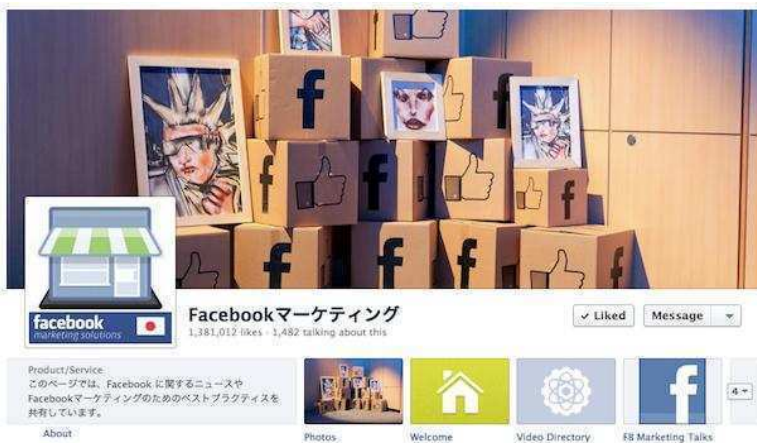 facebook
marketing solutions
Facebookマーケティング
1,381,012 likes · 1,482 talking about this
✓ Liked
Message
Product/Service
このページでは、Facebook に関するニュースや
Facebookマーケティングのためのベストプラクティスを
共有しています。
About
Photos
Welcome
Video Directory
F8 Marketing Talks
4